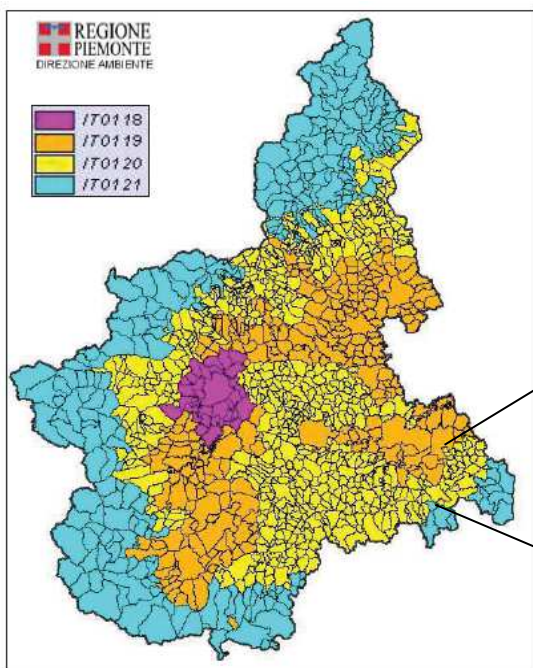 REGIONE
PIEMONTE
DIREZIONE AMBIENTE
IT0118
IT0119
IT0120
IT0121